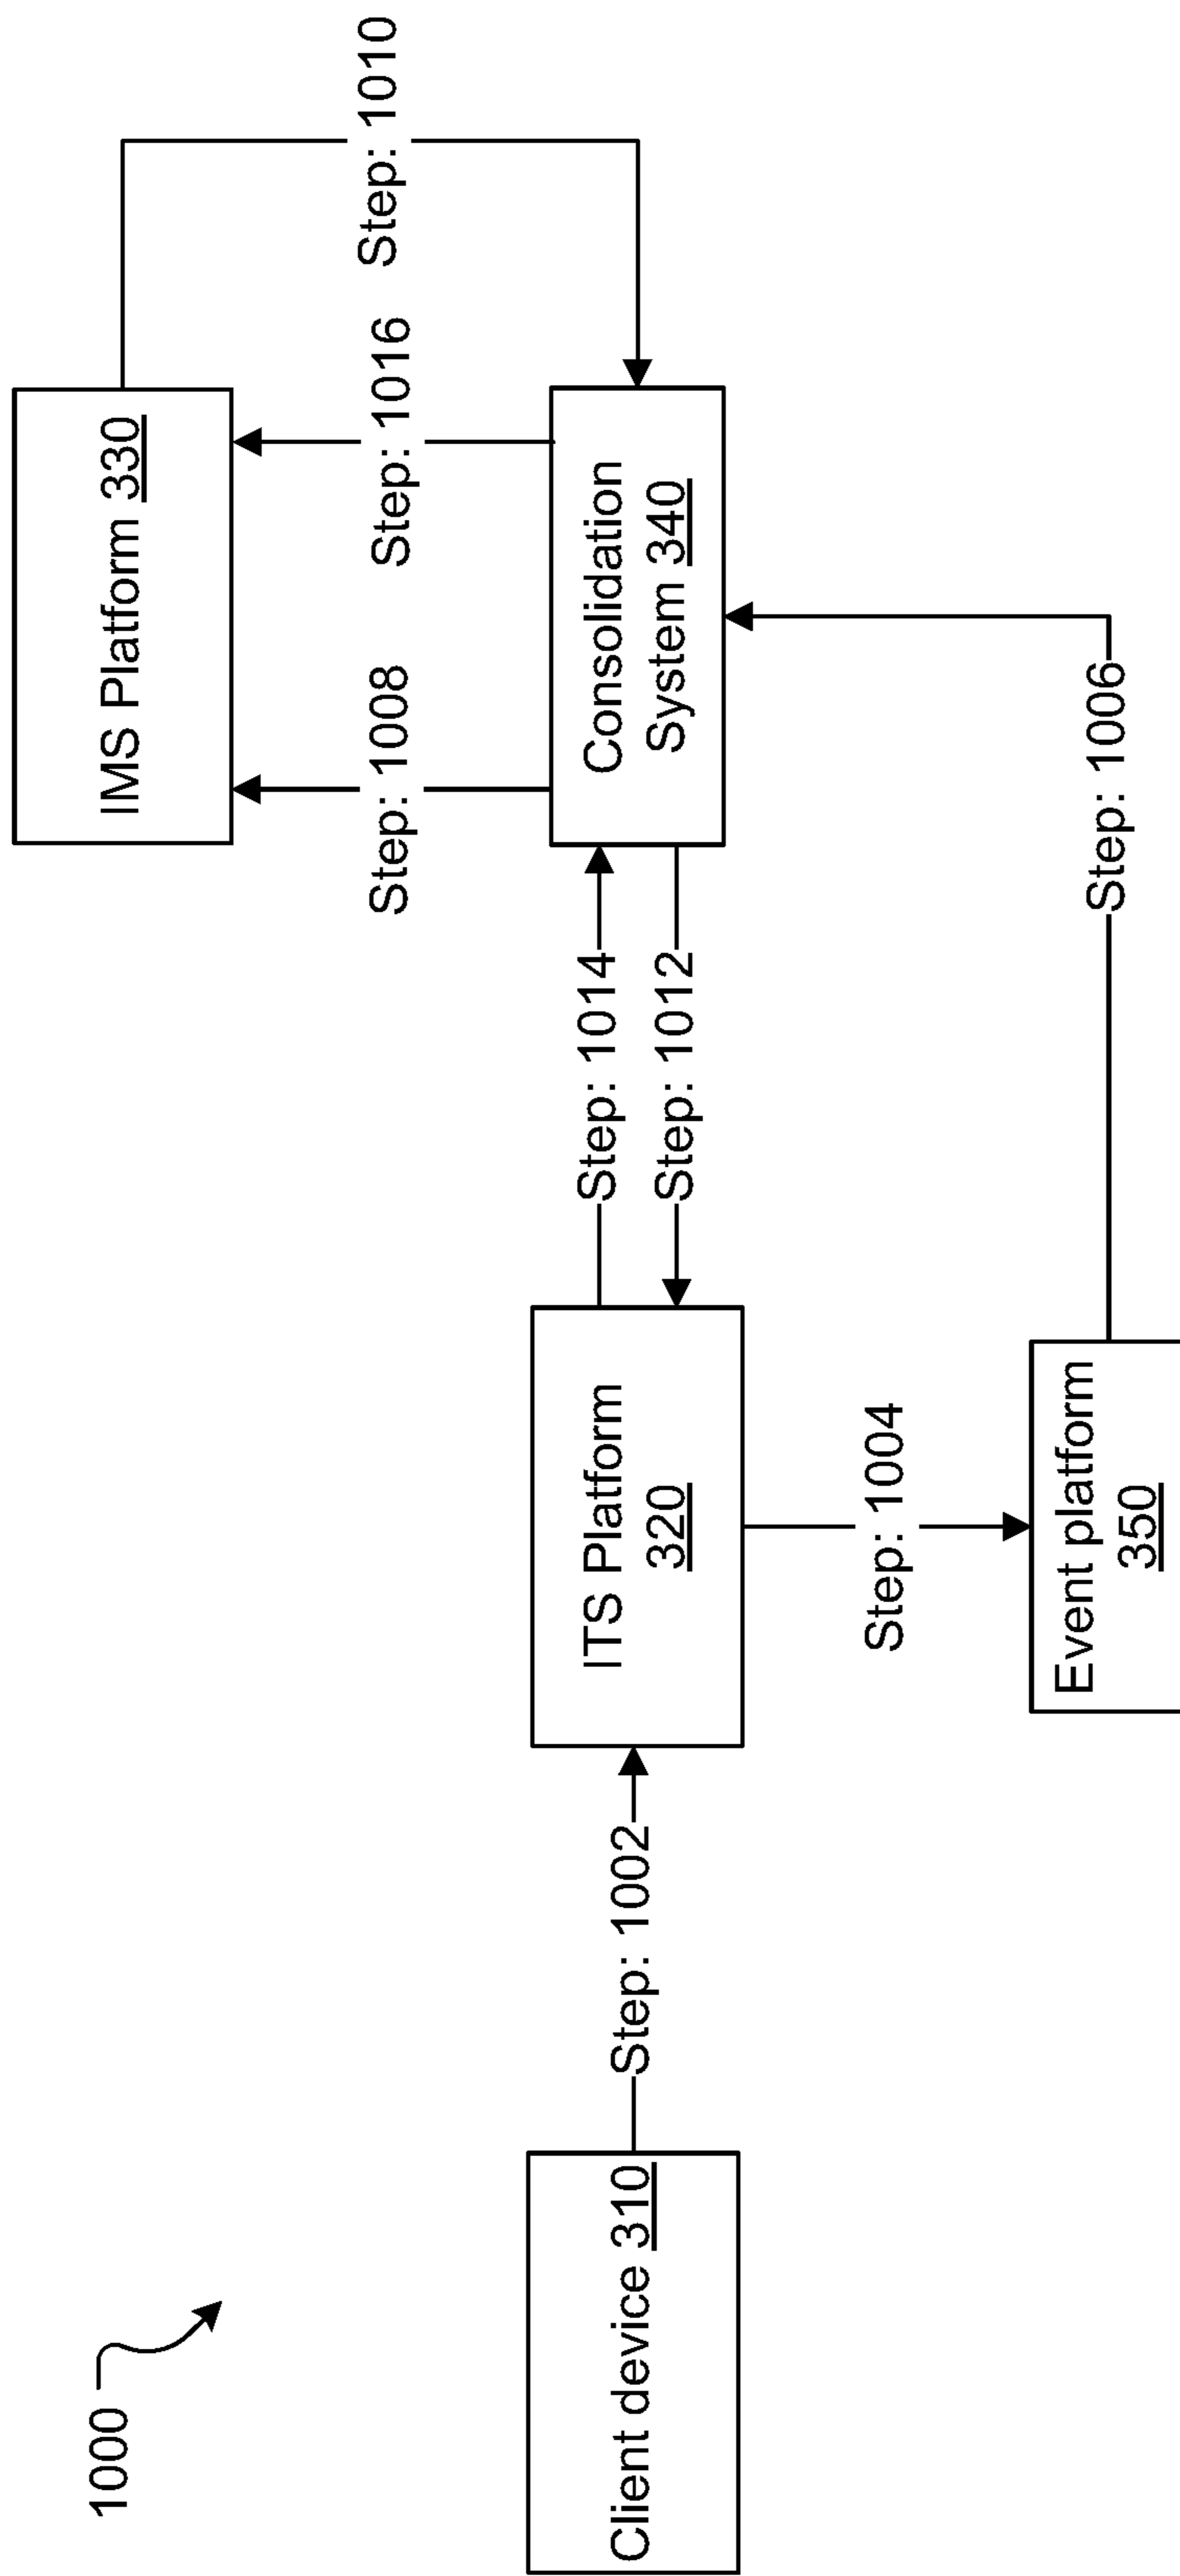 1000
IMS Platform 330
Step: 1008
Step: 1016
Step: 1010
Client device 310
Step: 1002
ITS Platform
320
Step: 1014
Step: 1012
Consolidation
System 340
Step: 1004
Event platform
350
Step: 1006